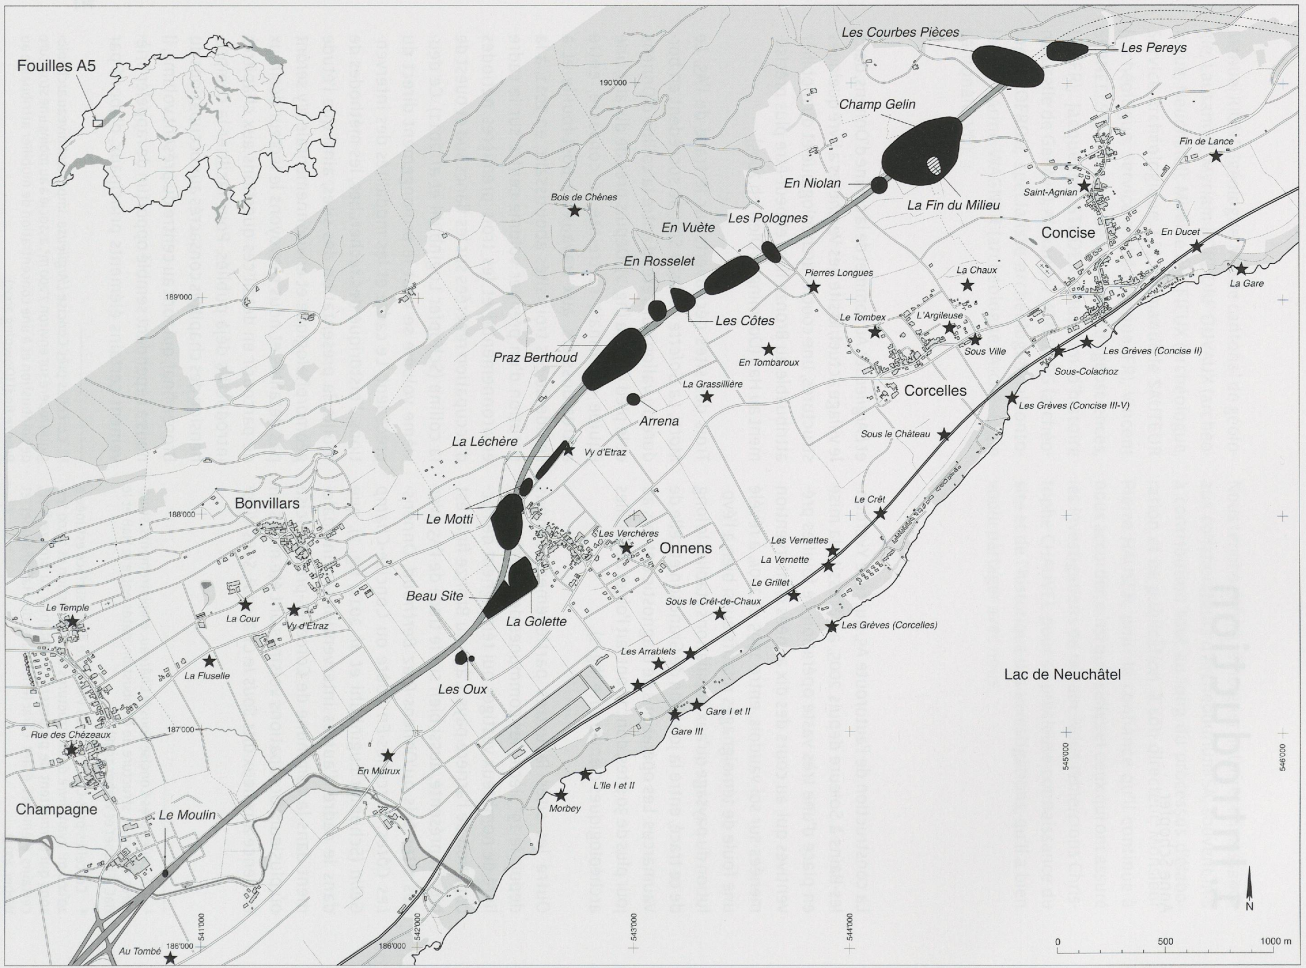 Fouilles A5
Les Courbes Pièces
Les Pereys
190'000
Champ Gelin
Fin de Lance
En Niolan
Saint-Agnian
Bois de Chênes
La Fin du Milieu
Les Polognes
En Vuète
Concise
En Ducet
En Rosselet
Pierres Longues
La Chaux
La Gare
189'000
Les Côtes
Le Tombex
L'Argileuse
Sous Ville
Les Grèves (Concise II)
Praz Berthoud
En Tombaroux
Sous-Colachoz
La Grassillière
Corcelles
Les Grèves (Concise III-V)
Arrena
Sous le Château
La Léchère
Vy d'Etraz
Bonvillars
Le Crêt
188'000
Le Motti
Les Verchères
Onnens
Les Vernettes
La Vernette
Le Grillet
Beau Site
Sous le Crêt-de-Chaux
Le Temple
La Cour
Vy d'Etraz
La Golette
Les Grèves (Corcelles)
Les Arrablets
La Fluselle
Lac de Neuchâtel
Les Oux
Gare I et II
187'000
Rue des Chézeaux
Gare III
545'000
546'000
En Mutrux
L'Ile I et II
Champagne
Le Moulin
Morbey
N
541'000
542'000
543'000
544'000
Au Tombé
186'000
186'000
0 500 1000 m
1. Introduction